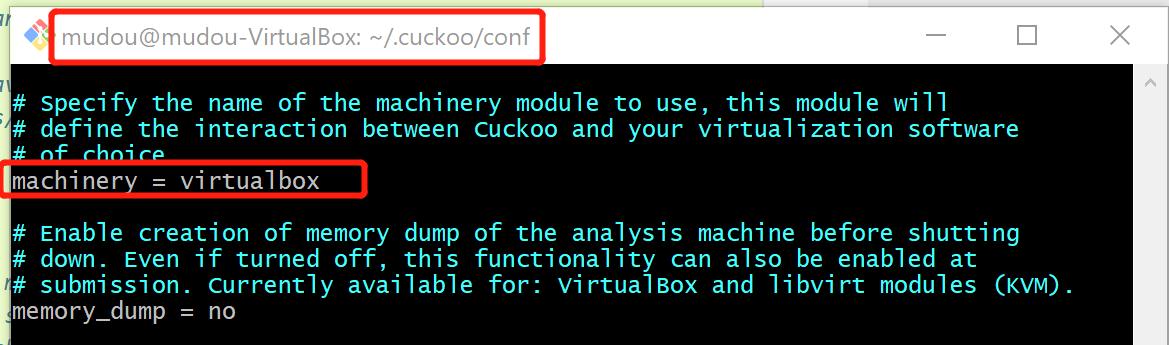 mudou@mudou-VirtualBox: ~/.cuckoo/conf
# Specify the name of the machinery module to use, this module will
# define the interaction between Cuckoo and your virtualization software
# of choice
machinery = virtualbox
# Enable creation of memory dump of the analysis machine before shutting
# down. Even if turned off, this functionality can also be enabled at
# submission. Currently available for: VirtualBox and libvirt modules (KVM).
memory_dump = no